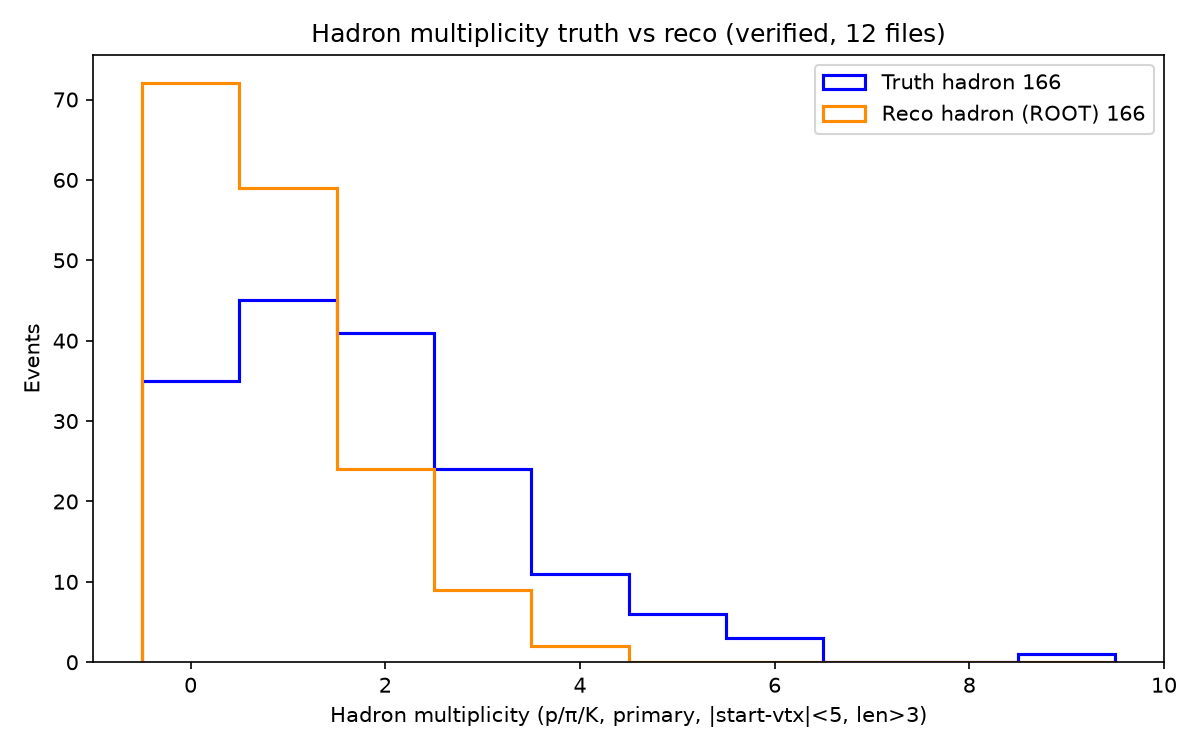 Hadron multiplicity truth vs reco (verified, 12 files)
Truth hadron 166
Reco hadron (ROOT) 166
Events
70
60
50
40
30
20
10
0
0 2 4 6 8 10
Hadron multiplicity (p/π/K, primary, |start-vtx|<5, len>3)